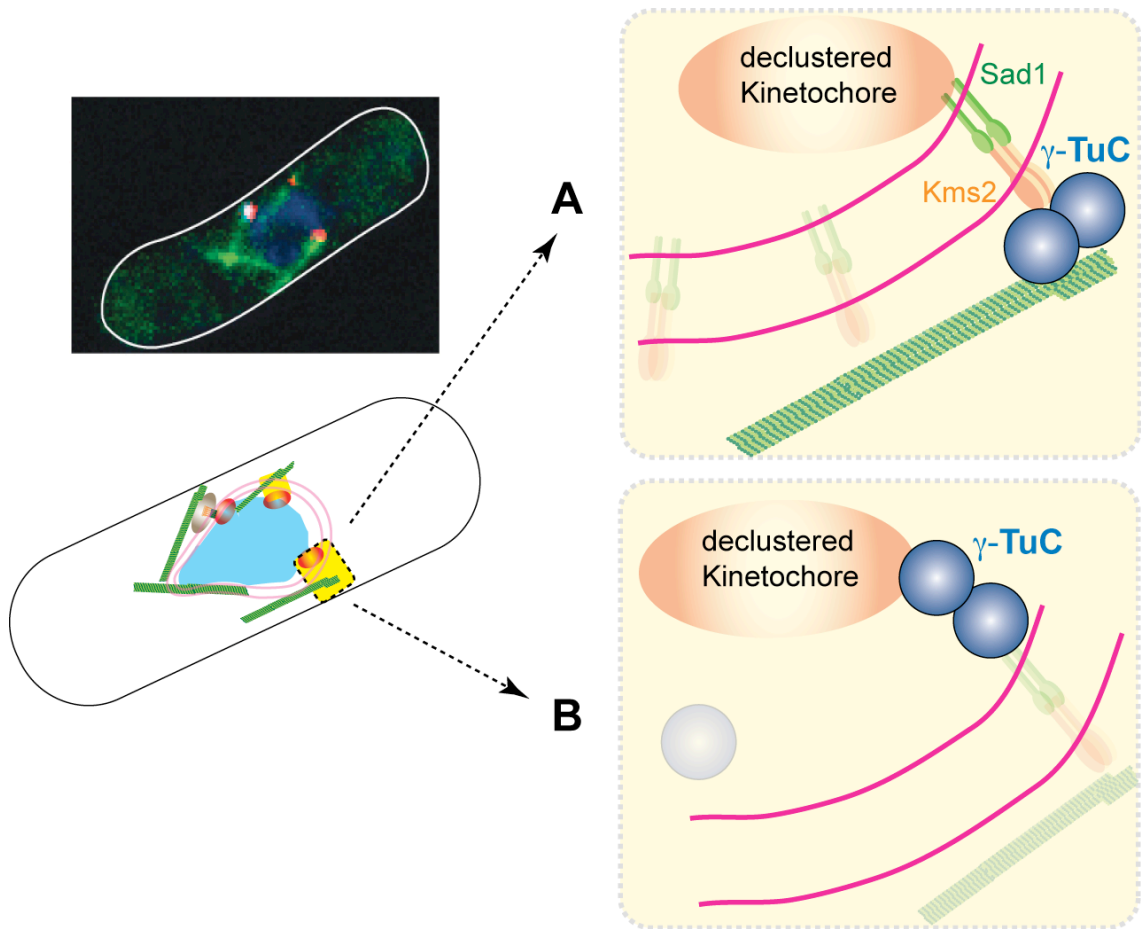 A
declustered
Kinetochore
Sad1
γ-TuC
Kms2
B
declustered
Kinetochore
γ-TuC